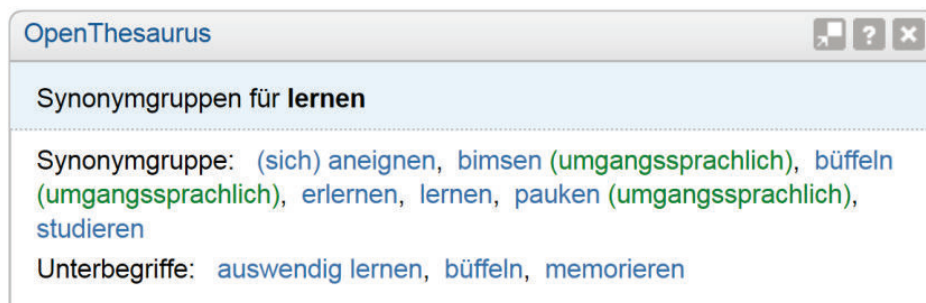 OpenThesaurus
Synonymgruppen für lernen
Synonymgruppe: (sich) aneignen, bimsen (umgangssprachlich), büffeln
(umgangssprachlich), erlernen, lernen, pauken (umgangssprachlich),
studieren
Unterbegriffe: auswendig lernen, büffeln, memorieren